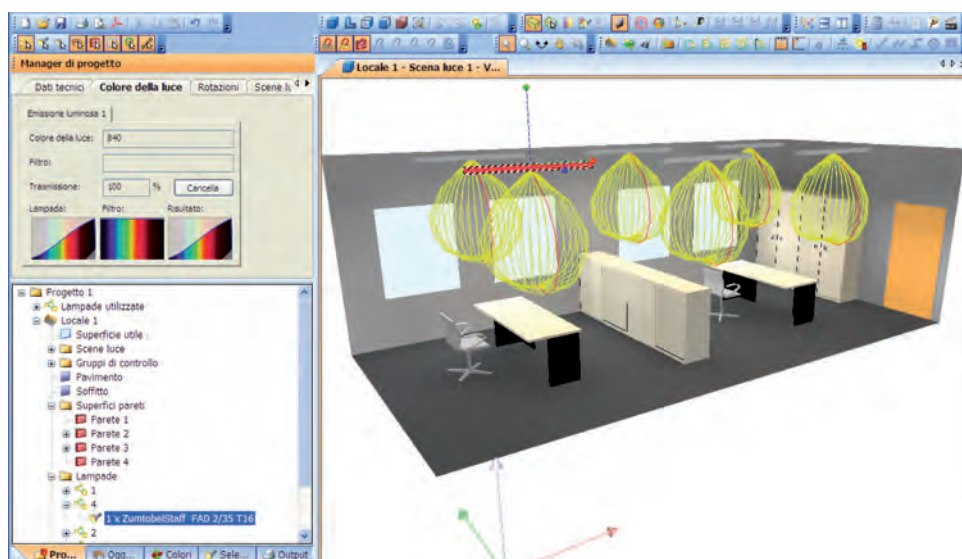 Manager di progetto
Dati tecnici Colore della luce Rotazioni Scene lu
Emissione luminosa 1
Colore della luce: 840
Filtro:
Trasmissione: 100 % Cancella
Lampada: Filtro: Risultato:
Progetto 1
Lampade utilizzate
Locale 1
Superficie utile
Scene luce
Gruppi di controllo
Pavimento
Soffitto
Superfici pareti
Parete 1
Parete 2
Parete 3
Parete 4
Lampade
1
4
1 x ZumtobelStaff FAD 2/35 T16
2
Pro... Ogg... Colori Sele... Output
Locale 1 - Scena luce 1 - V...